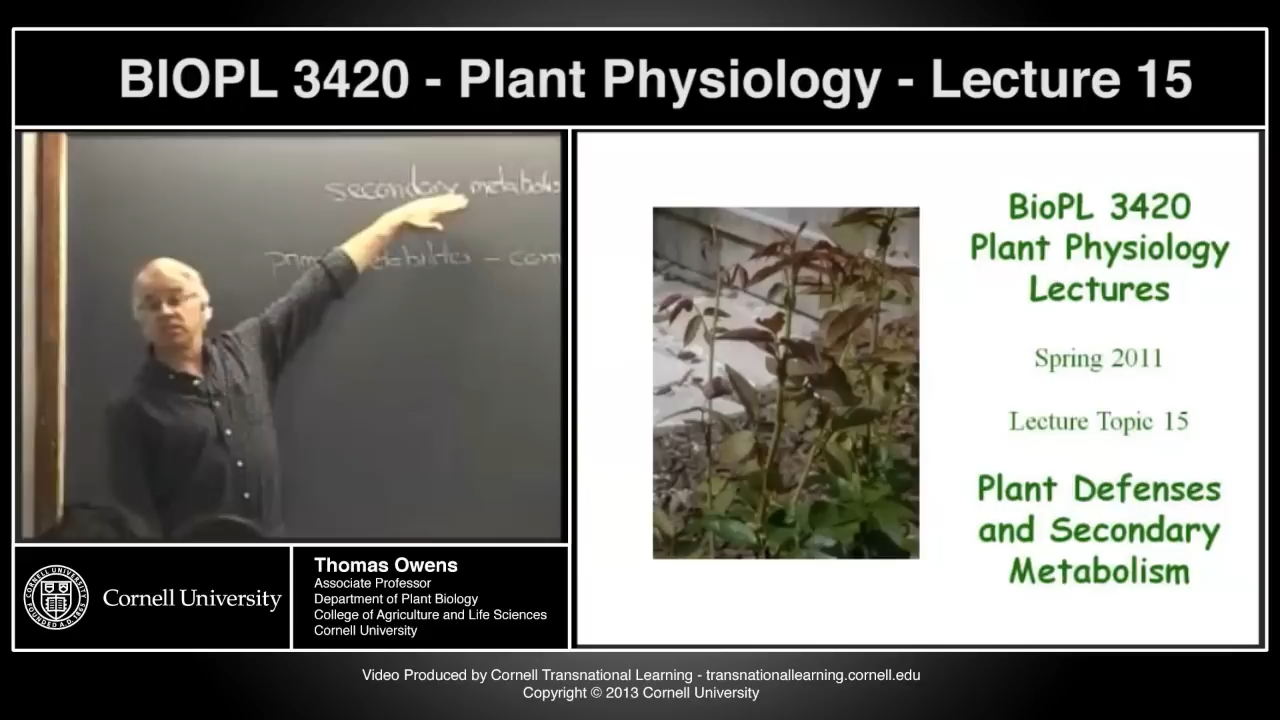 BIOPL 3420 - Plant Physiology - Lecture 15
secondary metabolis
BioPL 3420
Plant Physiology
Lectures
Spring 2011
Lecture Topic 15
Plant Defenses
and Secondary
Metabolism
Cornell University
Thomas Owens
Associate Professor
Department of Plant Biology
College of Agriculture and Life Sciences
Cornell University
Video Produced by Cornell Transnational Learning - transnationallearning.cornell.edu
Copyright © 2013 Cornell University